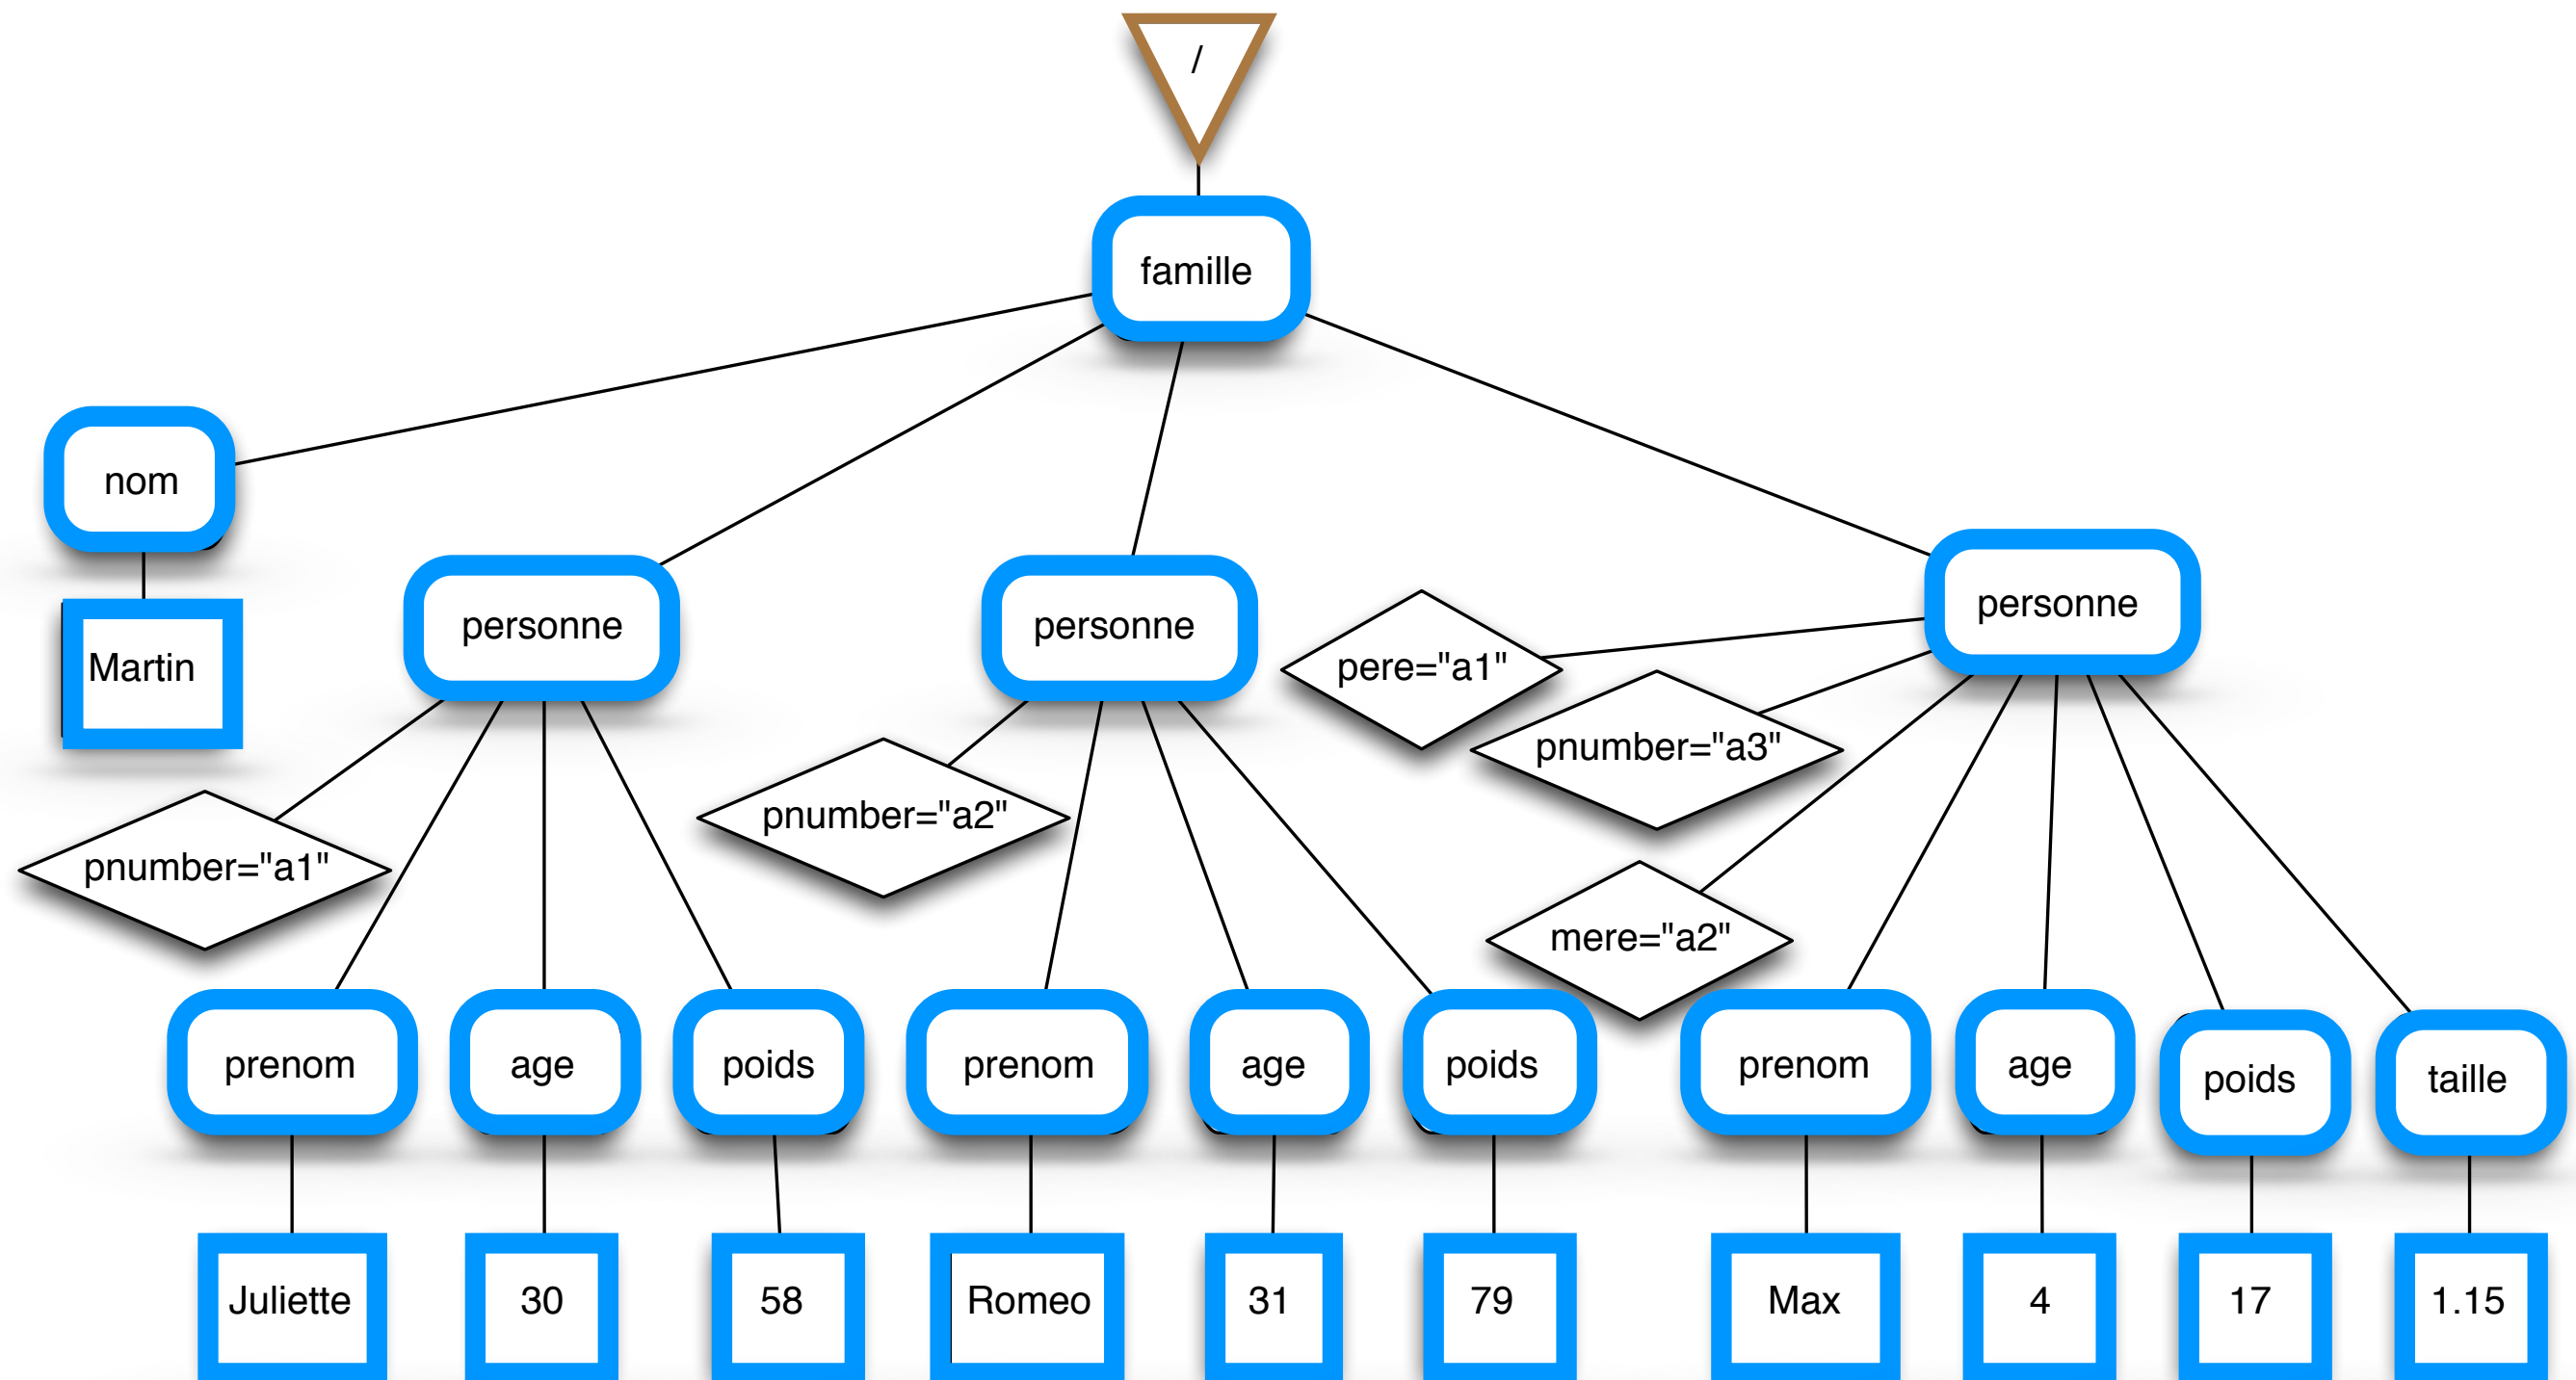 /
famille
nom
personne
personne
personne
Martin
pere="a1"
pnumber="a3"
pnumber="a2"
pnumber="a1"
mere="a2"
prenom
age
poids
prenom
age
poids
prenom
age
poids
taille
Juliette
30
58
Romeo
31
79
Max
4
17
1.15